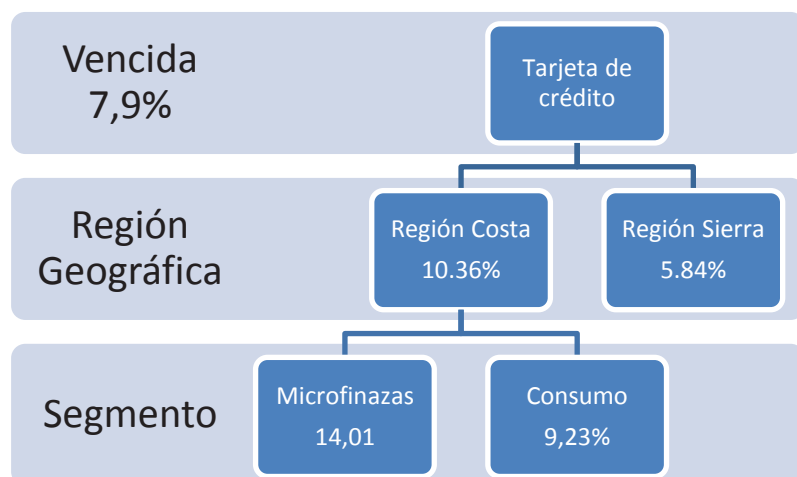 Vencida
7,9%
Tarjeta de
crédito
Región
Geográfica
Región Costa
10.36%
Región Sierra
5.84%
Segmento
Microfinazas
14,01
Consumo
9,23%